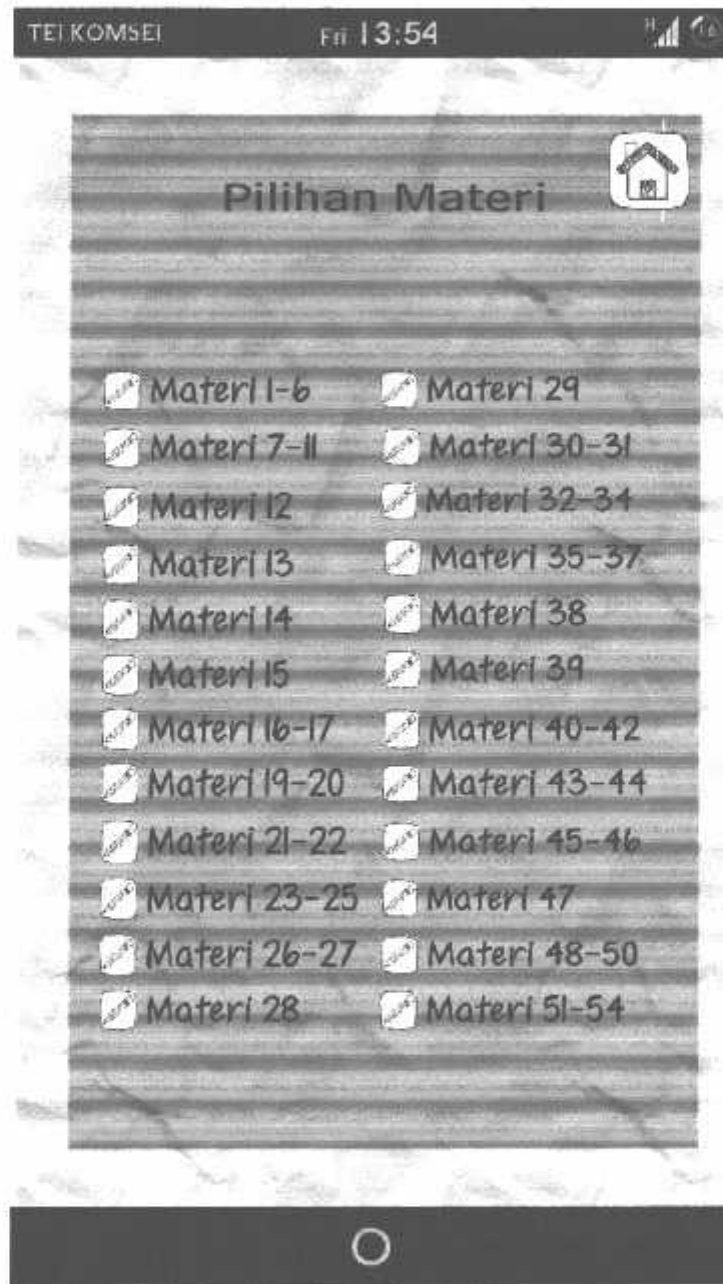 TELKOMSEL Fri 13:54 H
Pilihan Materi
Materi 1-6
Materi 7-11
Materi 12
Materi 13
Materi 14
Materi 15
Materi 16-17
Materi 19-20
Materi 21-22
Materi 23-25
Materi 26-27
Materi 28
Materi 29
Materi 30-31
Materi 32-34
Materi 35-37
Materi 38
Materi 39
Materi 40-42
Materi 43-44
Materi 45-46
Materi 47
Materi 48-50
Materi 51-54